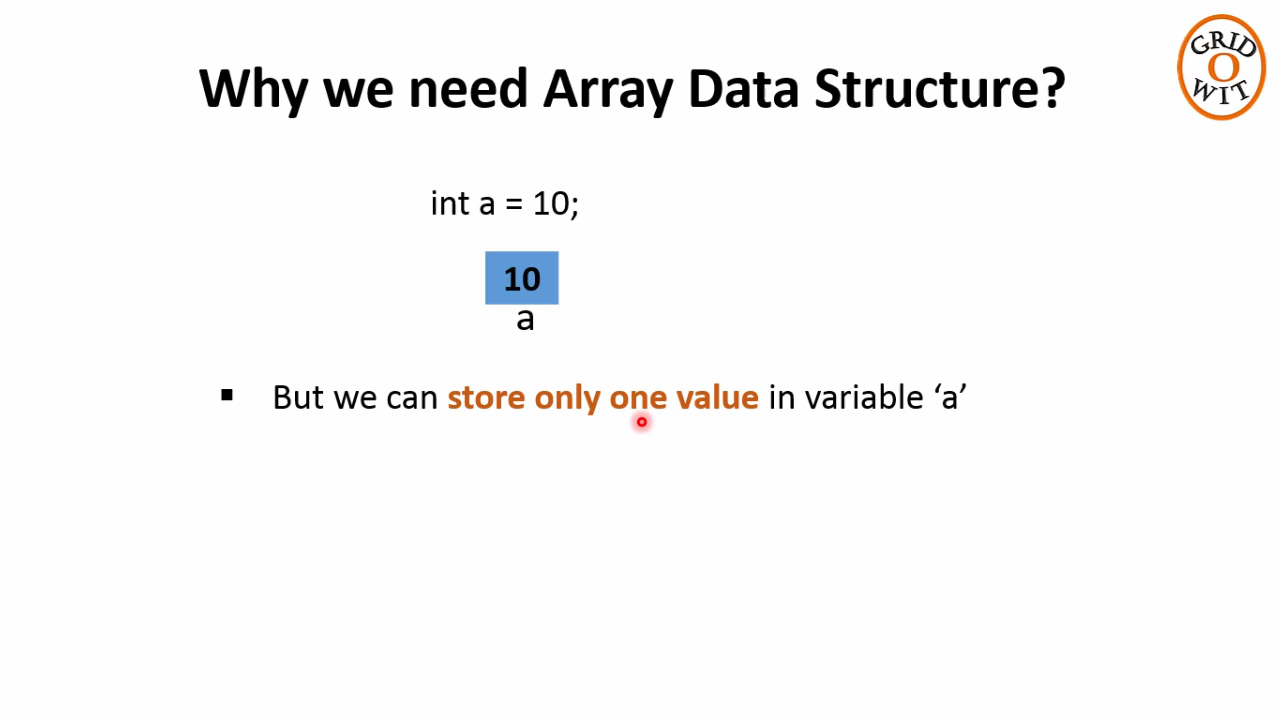 GRID
O
WIT
Why we need Array Data Structure?
int a = 10;
10
a
▪ But we can store only one value in variable ‘a’